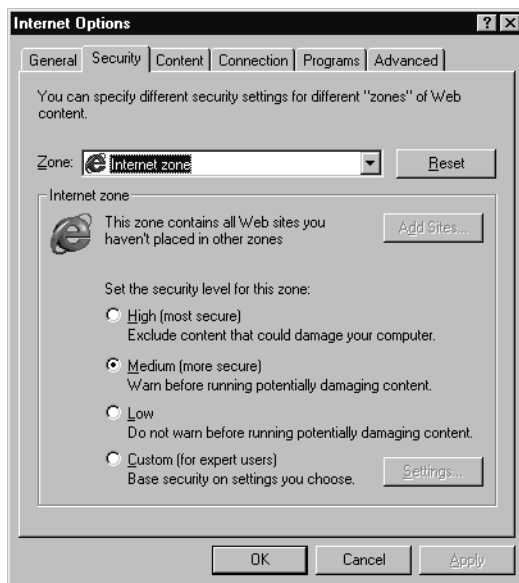 Internet Options
General Security Content Connection Programs Advanced
You can specify different security settings for different "zones" of Web
content.
Zone: Internet zone Reset
Internet zone
This zone contains all Web sites you
haven't placed in other zones
Add Sites...
Set the security level for this zone:
High (most secure)
Exclude content that could damage your computer.
Medium (more secure)
Warn before running potentially damaging content.
Low
Do not warn before running potentially damaging content.
Custom (for expert users)
Base security on settings you choose.
Settings...
OK Cancel Apply